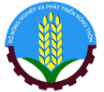 BỘ NÔNG NGHIỆP VÀ PHÁT TRIỂN NÔNG THÔN